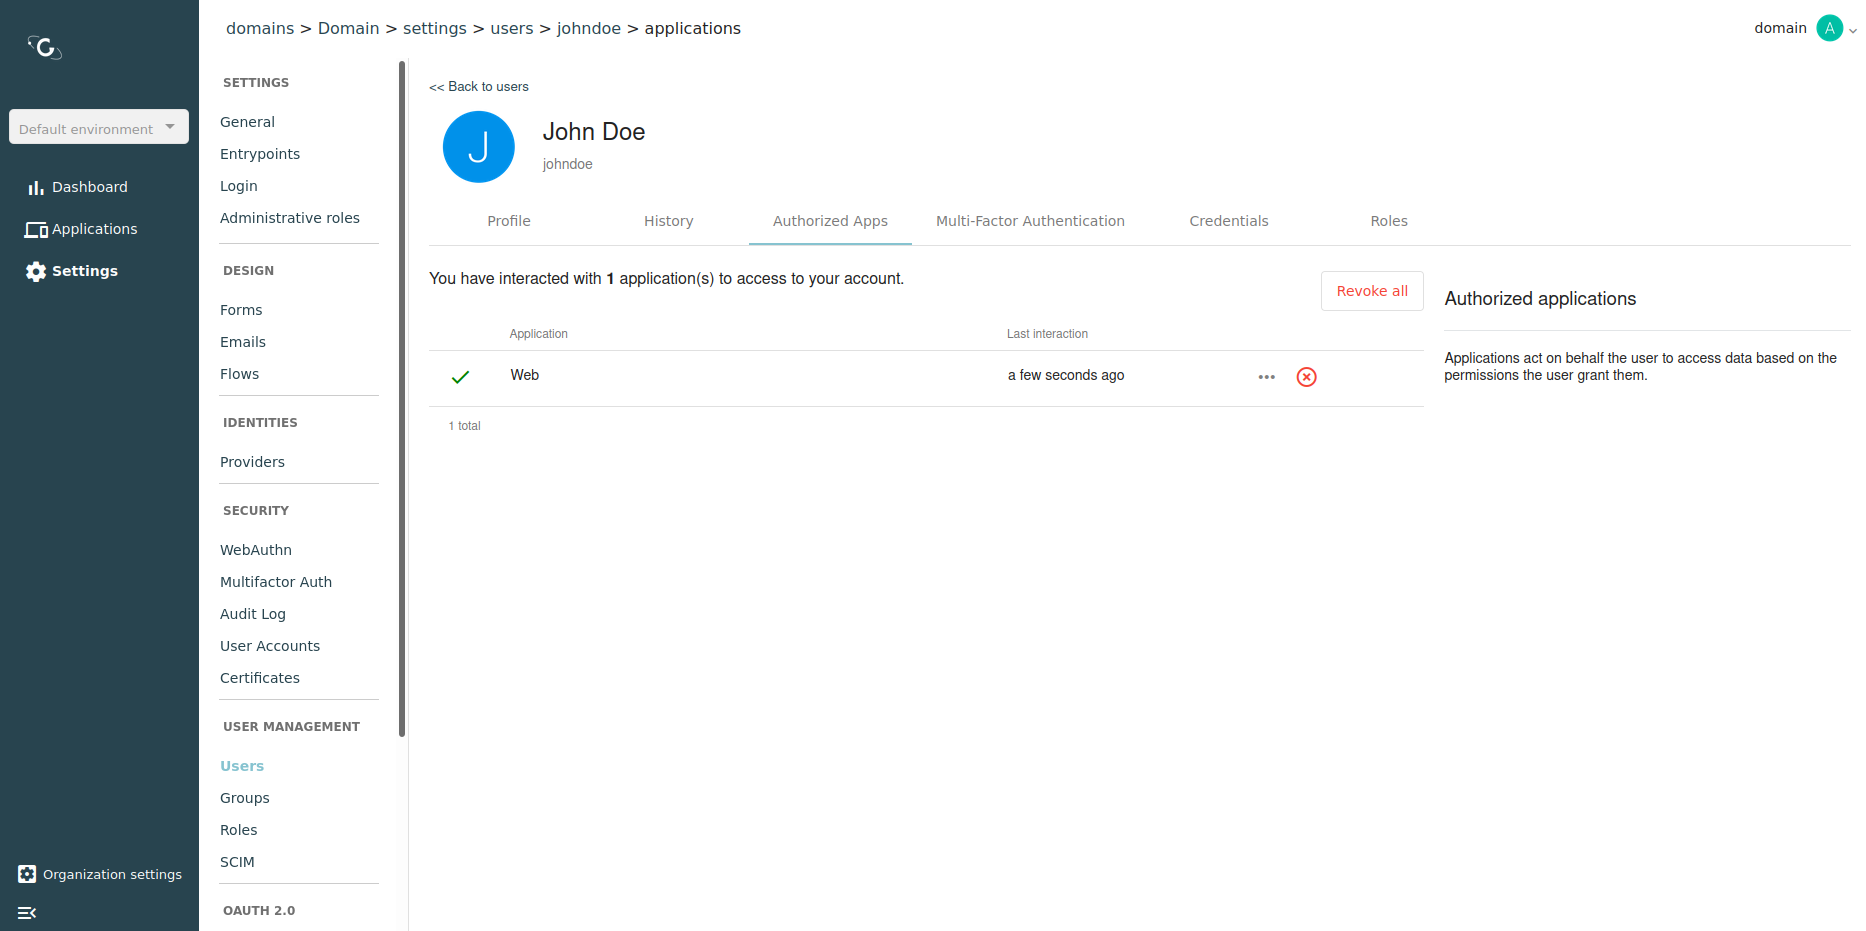 domains > Domain > settings > users > johndoe > applications
domain
A
Default environment
Dashboard
Applications
Settings
Organization settings
SETTINGS
General
Entrypoints
Login
Administrative roles
DESIGN
Forms
Emails
Flows
IDENTITIES
Providers
SECURITY
WebAuthn
Multifactor Auth
Audit Log
User Accounts
Certificates
USER MANAGEMENT
Users
Groups
Roles
SCIM
OAUTH 2.0
<< Back to users
J
John Doe
johndoe
Profile History Authorized Apps Multi-Factor Authentication Credentials Roles
You have interacted with 1 application(s) to access to your account.
Revoke all
Application Last interaction
Web a few seconds ago
1 total
Authorized applications
Applications act on behalf the user to access data based on the
permissions the user grant them.